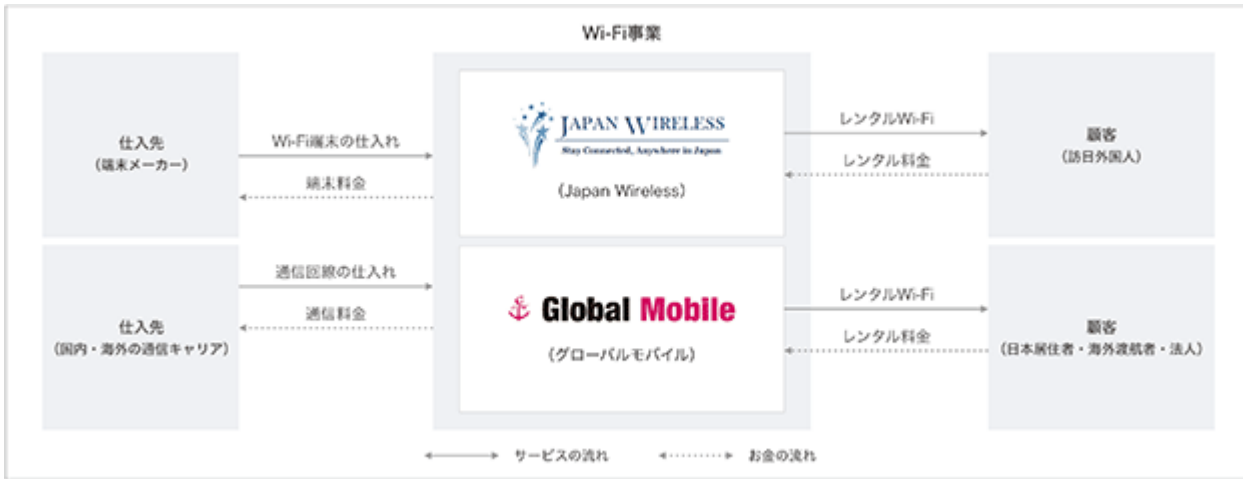 Wi-Fi事業
仕入先
（端末メーカー）
Wi-Fi端末の仕入れ
端末料金
JAPAN WIRELESS
Stay Connected, Anywhere in Japan
（Japan Wireless）
レンタルWi-Fi
レンタル料金
顧客
（訪日外国人）
仕入先
（国内・海外の通信キャリア）
通信回線の仕入れ
通信料金
Global Mobile
（グローバルモバイル）
レンタルWi-Fi
レンタル料金
顧客
（日本居住者・海外渡航者・法人）
サービスの流れ
お金の流れ